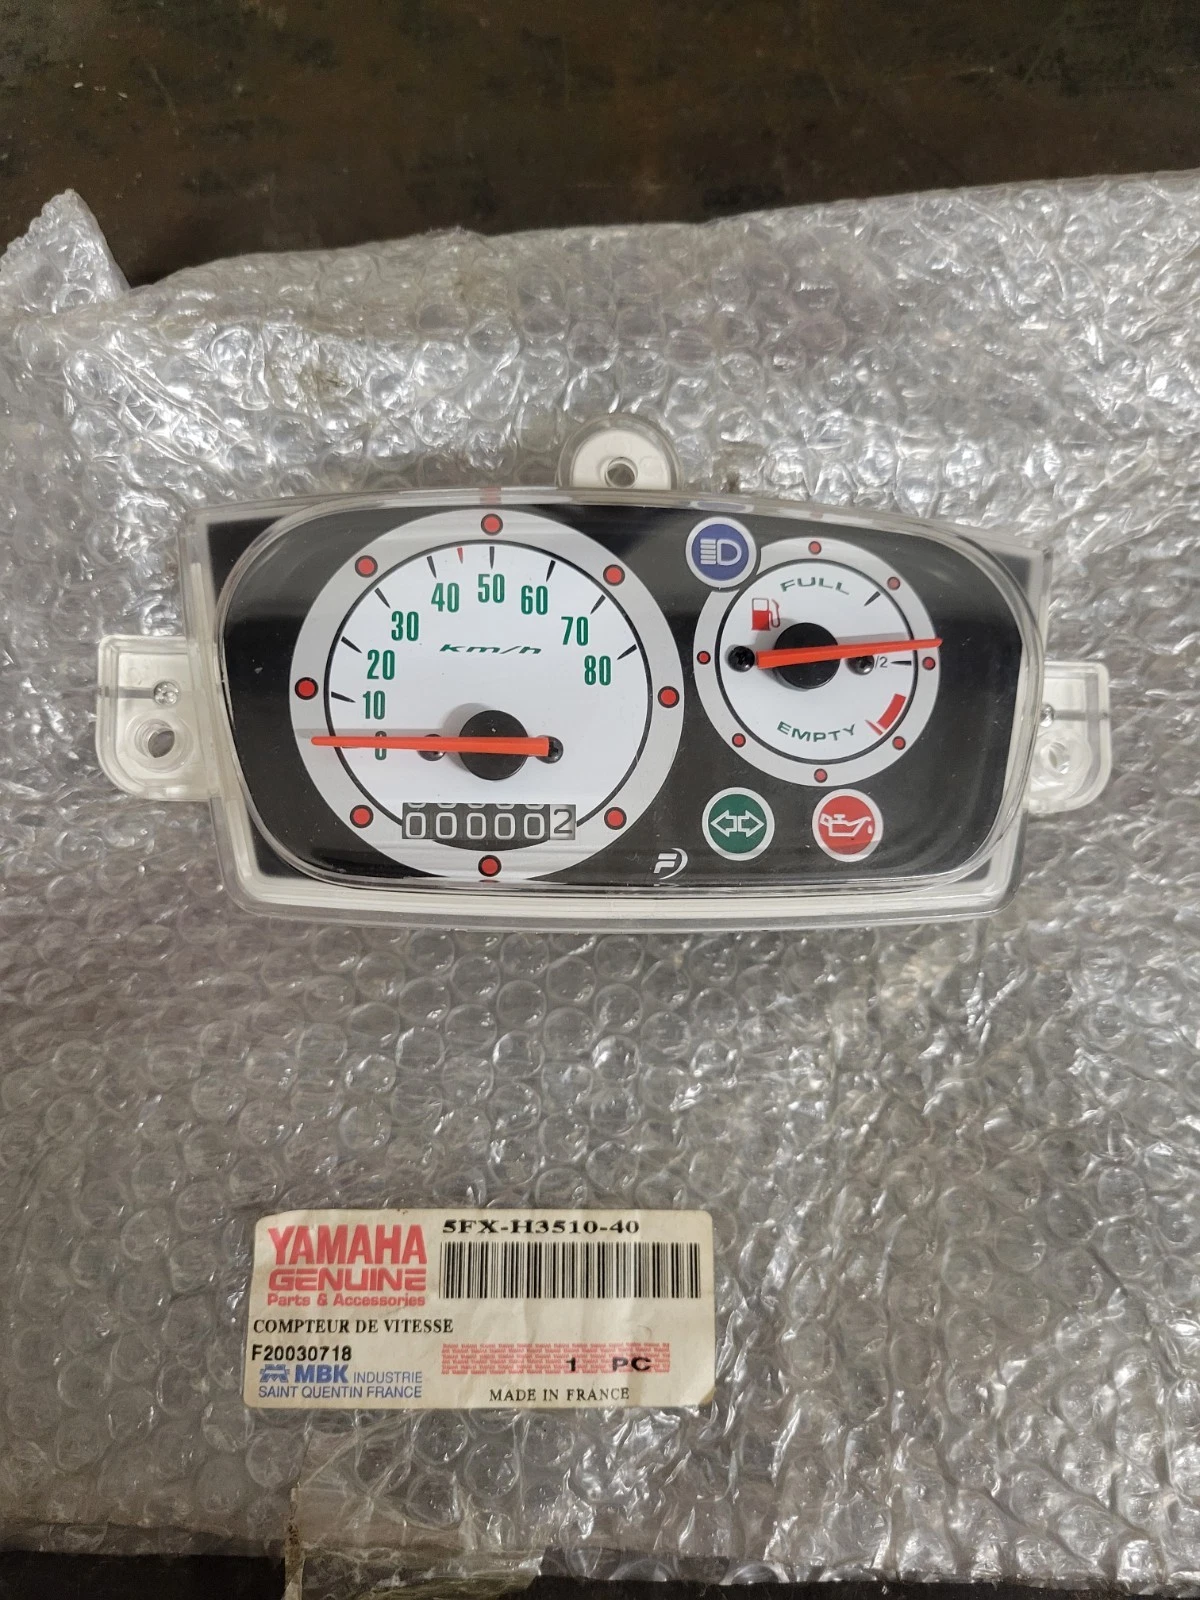 FULL
40 50 60
30 70
km/h
20 80
10
/2
0
EMPTY
000002
F
YAMAHA
GENUINE
Parts & Accessories
5FX-H3510-40
COMPTEUR DE VITESSE
F20030718
1 PC
MBK INDUSTRIE
SAINT QUENTIN FRANCE
MADE IN FRANCE